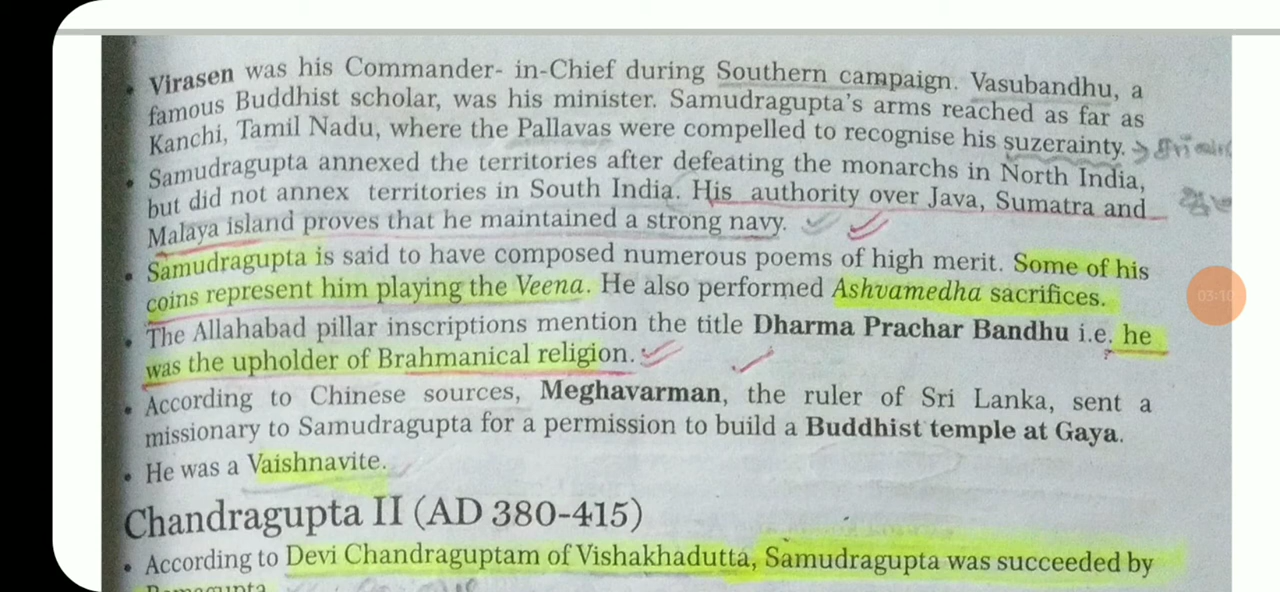 • Virasen was his Commander- in-Chief during Southern campaign. Vasubandhu, a
famous Buddhist scholar, was his minister. Samudragupta's arms reached as far as
Kanchi, Tamil Nadu, where the Pallavas were compelled to recognise his suzerainty.
• Samudragupta annexed the territories after defeating the monarchs in North India,
but did not annex territories in South India. His authority over Java, Sumatra and
Malaya island proves that he maintained a strong navy.
• Samudragupta is said to have composed numerous poems of high merit. Some of his
coins represent him playing the Veena. He also performed Ashvamedha sacrifices.
03:10
• The Allahabad pillar inscriptions mention the title Dharma Prachar Bandhu i.e. he
was the upholder of Brahmanical religion.
• According to Chinese sources, Meghavarman, the ruler of Sri Lanka, sent a
missionary to Samudragupta for a permission to build a Buddhist temple at Gaya.
• He was a Vaishnavite.
Chandragupta II (AD 380-415)
• According to Devi Chandraguptam of Vishakhadutta, Samudragupta was succeeded by